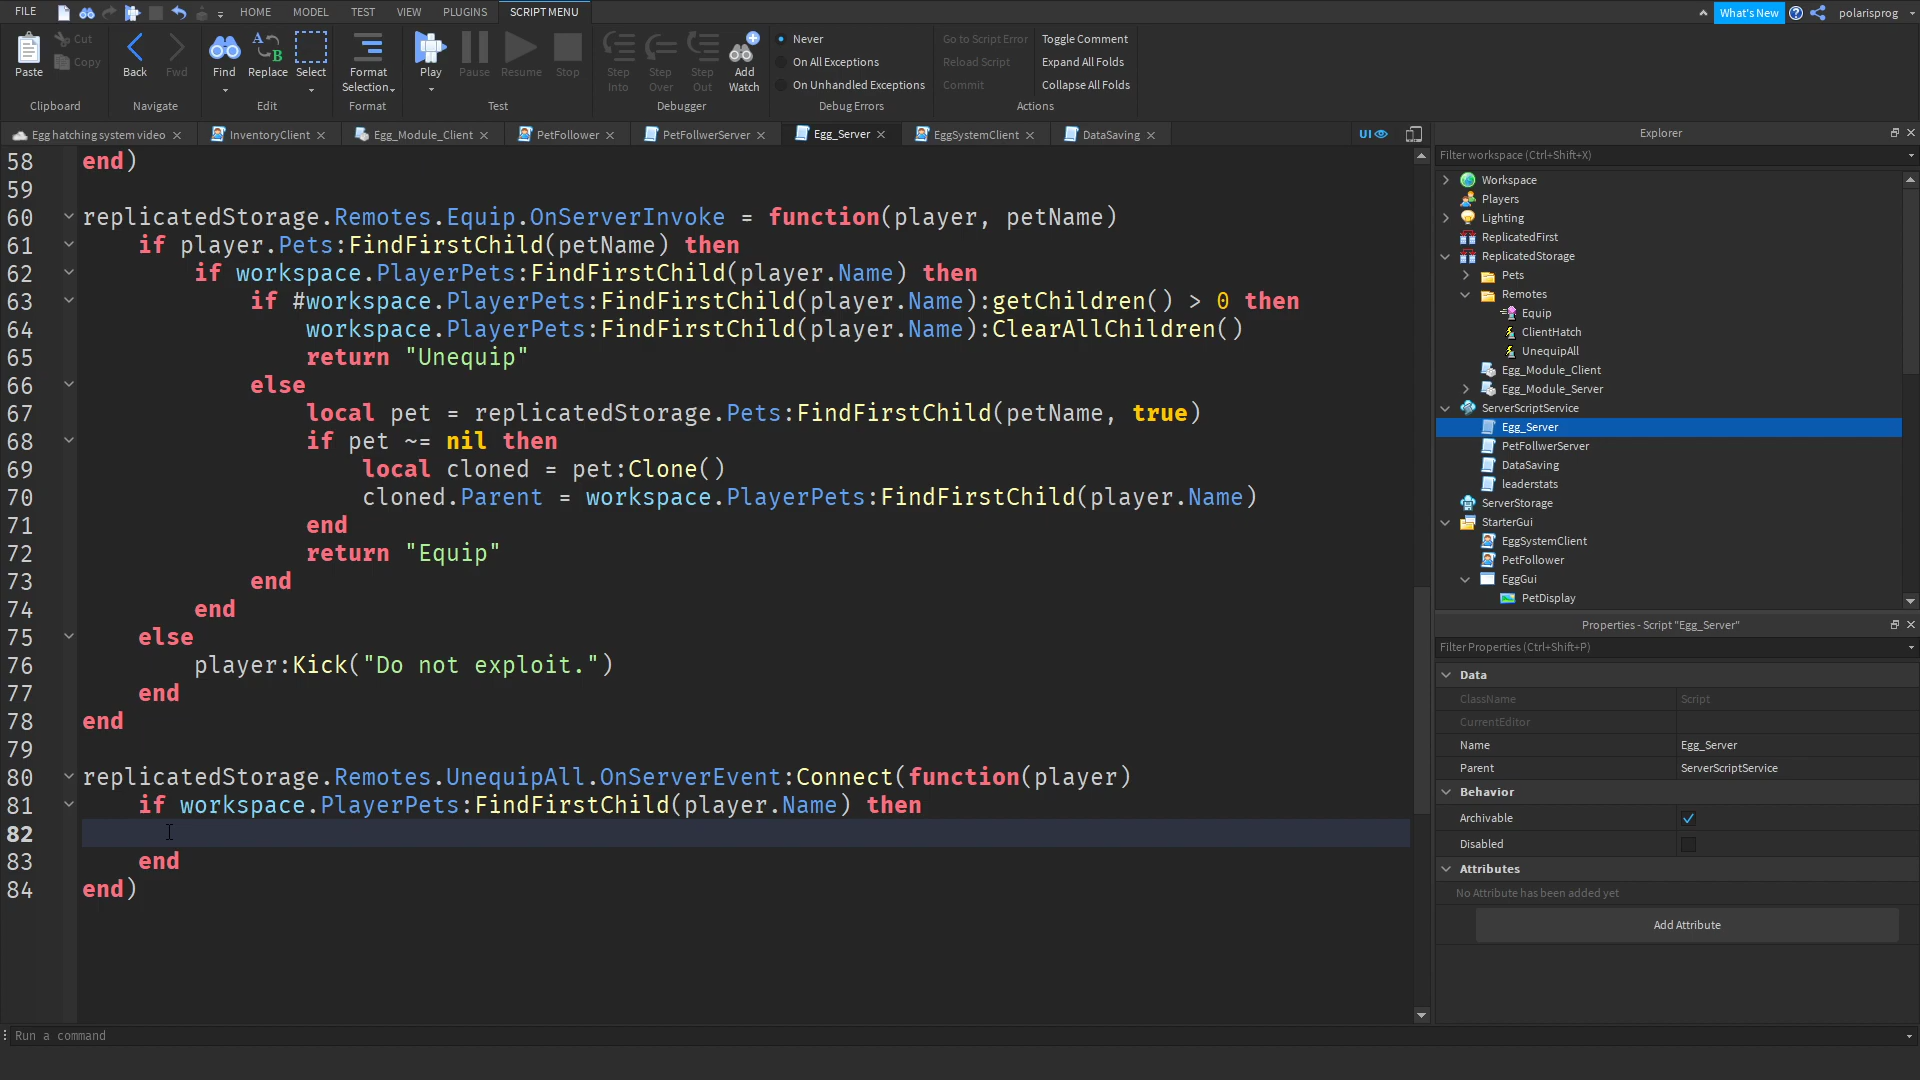 FILE HOME MODEL TEST VIEW PLUGINS SCRIPT MENU What's New polarisprog
Paste Cut Copy Back Fwd Find Replace Select Format Selection Play Pause Resume Stop Step Into Step Over Step Out Add Watch
Never
On All Exceptions
On Unhandled Exceptions
Go to Script Error
Reload Script
Commit
Toggle Comment
Expand All Folds
Collapse All Folds
Clipboard Navigate Edit Format Test Debugger Debug Errors Actions
Egg hatching system video InventoryClient Egg_Module_Client PetFollower PetFollwerServer Egg_Server EggSystemClient DataSaving UI
58 end)
59
60 replicatedStorage.Remotes.Equip.OnServerInvoke = function(player, petName)
61 if player.Pets:FindFirstChild(petName) then
62 if workspace.PlayerPets:FindFirstChild(player.Name) then
63 if #workspace.PlayerPets:FindFirstChild(player.Name):getChildren() > 0 then
64 workspace.PlayerPets:FindFirstChild(player.Name):ClearAllChildren()
65 return "Unequip"
66 else
67 local pet = replicatedStorage.Pets:FindFirstChild(petName, true)
68 if pet ~= nil then
69 local cloned = pet:Clone()
70 cloned.Parent = workspace.PlayerPets:FindFirstChild(player.Name)
71 end
72 return "Equip"
73 end
74 end
75 else
76 player:Kick("Do not exploit.")
77 end
78 end
79
80 replicatedStorage.Remotes.UnequipAll.OnServerEvent:Connect(function(player)
81 if workspace.PlayerPets:FindFirstChild(player.Name) then
82
83 end
84 end)
Run a command
Explorer
Filter workspace (Ctrl+Shift+X)
Workspace
Players
Lighting
ReplicatedFirst
ReplicatedStorage
Pets
Remotes
Equip
ClientHatch
UnequipAll
Egg_Module_Client
Egg_Module_Server
ServerScriptService
Egg_Server
PetFollwerServer
DataSaving
leaderstats
ServerStorage
StarterGui
EggSystemClient
PetFollower
EggGui
PetDisplay
Properties - Script "Egg_Server"
Filter Properties (Ctrl+Shift+P)
Data
ClassName Script
CurrentEditor
Name Egg_Server
Parent ServerScriptService
Behavior
Archivable
Disabled
Attributes
No Attribute has been added yet
Add Attribute